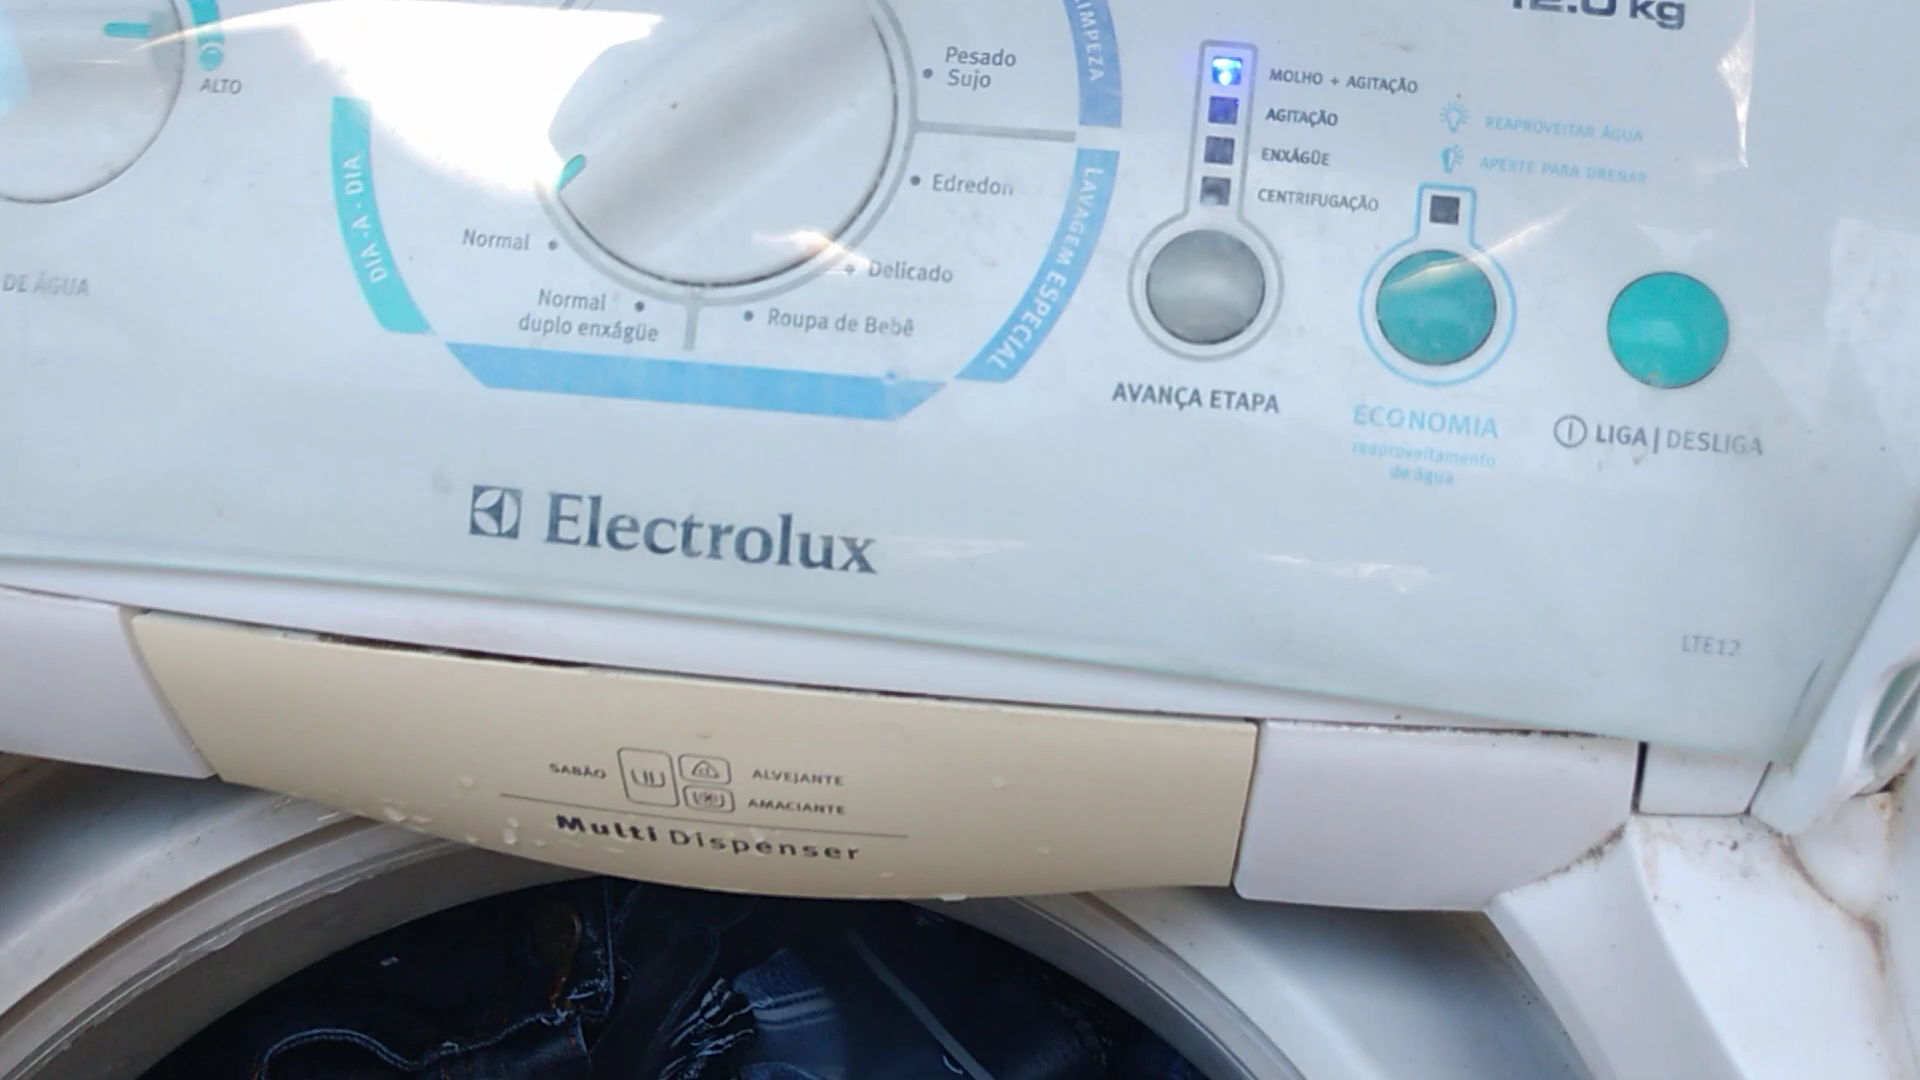 12.0 kg
ALTO
DE ÁGUA
DIA-A-DIA
LIMPEZA
Pesado
Sujo
Edredon
LAVAGEM ESPECIAL
Normal
Delicado
Normal
duplo enxágüe
Roupa de Bebê
MOLHO + AGITAÇÃO
AGITAÇÃO
ENXÁGÜE
CENTRIFUGAÇÃO
REAPROVEITAR ÁGUA
APERTE PARA DRENAR
AVANÇA ETAPA
ECONOMIA
reaproveitamento
de água
LIGA | DESLIGA
Electrolux
LTE12
SABÃO
ALVEJANTE
AMACIANTE
Multi Dispenser